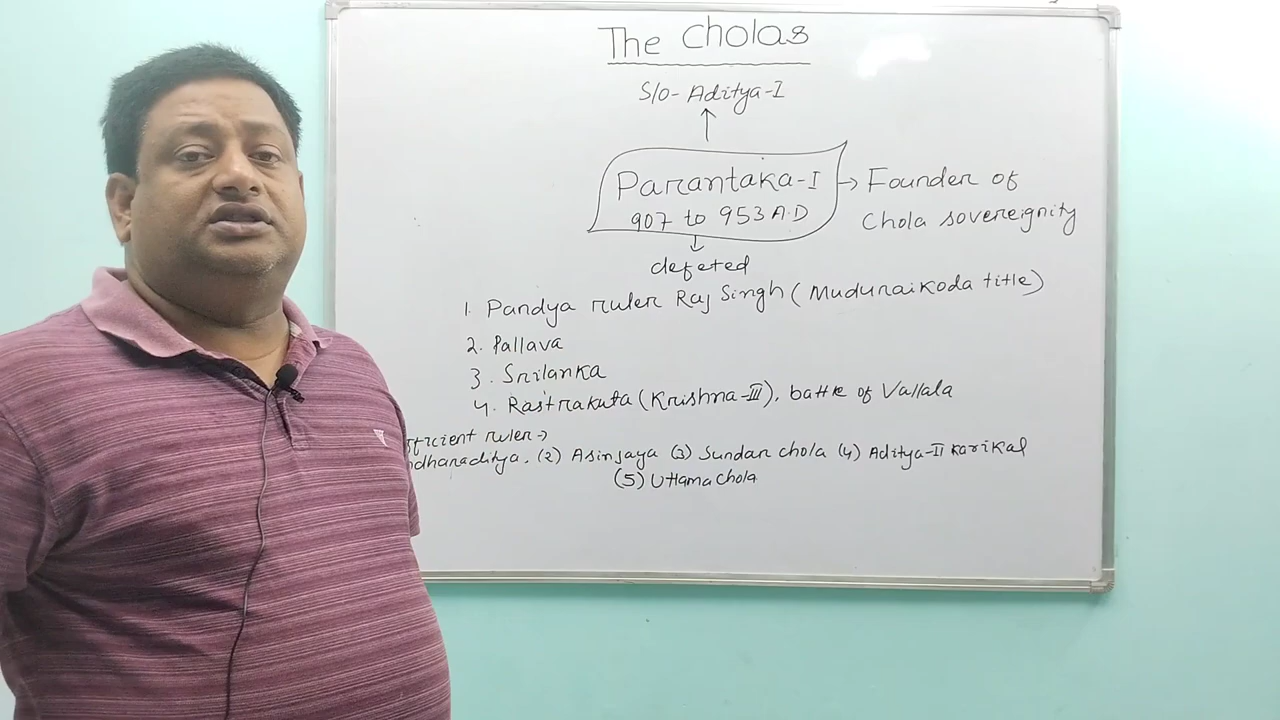 The Cholas
S/o- Aditya-I
Parantaka-I → Founder of
907 to 953 A.D Chola sovereignity
defeted
1. Pandya ruler Raj Singh (Muduraikoda title)
2. Pallava
3. Srilanka
4. Rastrakuta (Krishna-III), battle of Vallala
fficient ruler →
ndharaditya, (2) Asinjaya (3) Sundar chola (4) Aditya-II Karikal
(5) Uttama chola